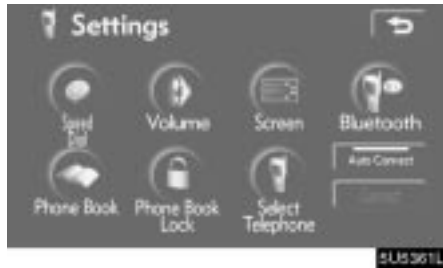 Settings
Speed
Dial
Volume
Screen
Bluetooth
Auto Connect
Phone Book
Phone Book
Lock
Select
Telephone
5U5361L